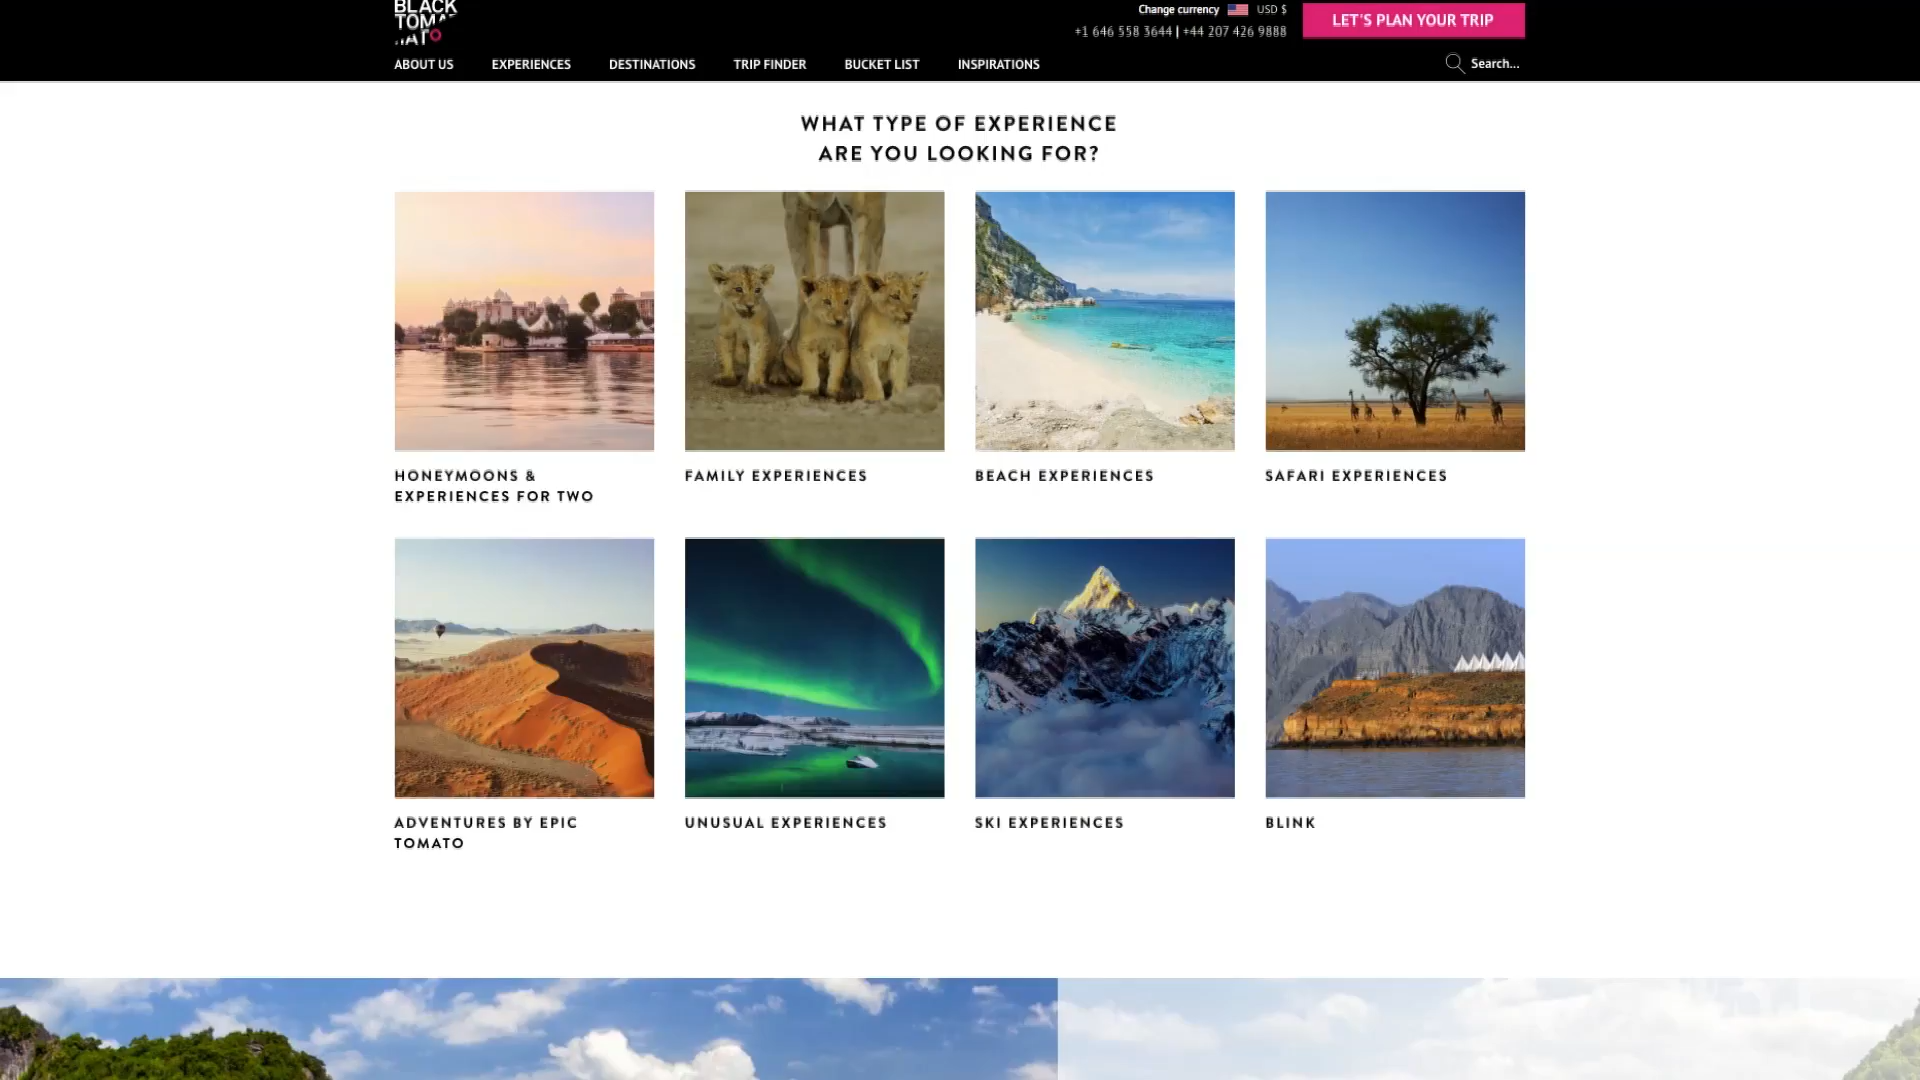 BLACK
TOMATO
Change currency USD $
LET'S PLAN YOUR TRIP
+1 646 558 3644 | +44 207 426 9888
ABOUT US EXPERIENCES DESTINATIONS TRIP FINDER BUCKET LIST INSPIRATIONS Search...
WHAT TYPE OF EXPERIENCE
ARE YOU LOOKING FOR?
HONEYMOONS &
EXPERIENCES FOR TWO
FAMILY EXPERIENCES
BEACH EXPERIENCES
SAFARI EXPERIENCES
ADVENTURES BY EPIC
TOMATO
UNUSUAL EXPERIENCES
SKI EXPERIENCES
BLINK